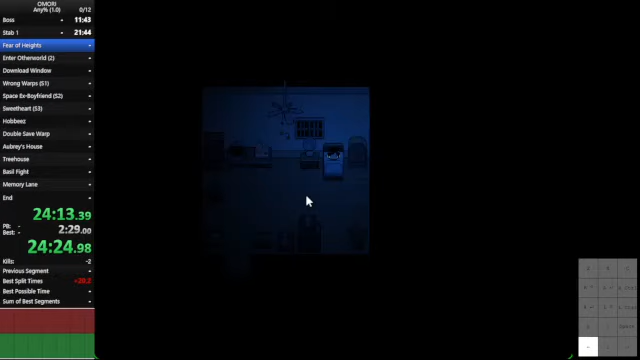 OMORI
Any% (1.0) 0/12
Boss - 11:43
Stab 1 - 21:44
Fear of Heights -
Enter Otherworld (2) -
Download Window -
Wrong Warps (S1) -
Space Ex-Boyfriend (S2) -
Sweetheart (S3) -
Hobbeez -
Double Save Warp -
Aubrey's House -
Treehouse -
Basil Fight -
Memory Lane -
End -
24:13.39
PB: -
Best: - 2:29.00
24:24.98
Kills: -2
Previous Segment -
Best Split Times
Best Possible Time -
Sum of Best Segments -